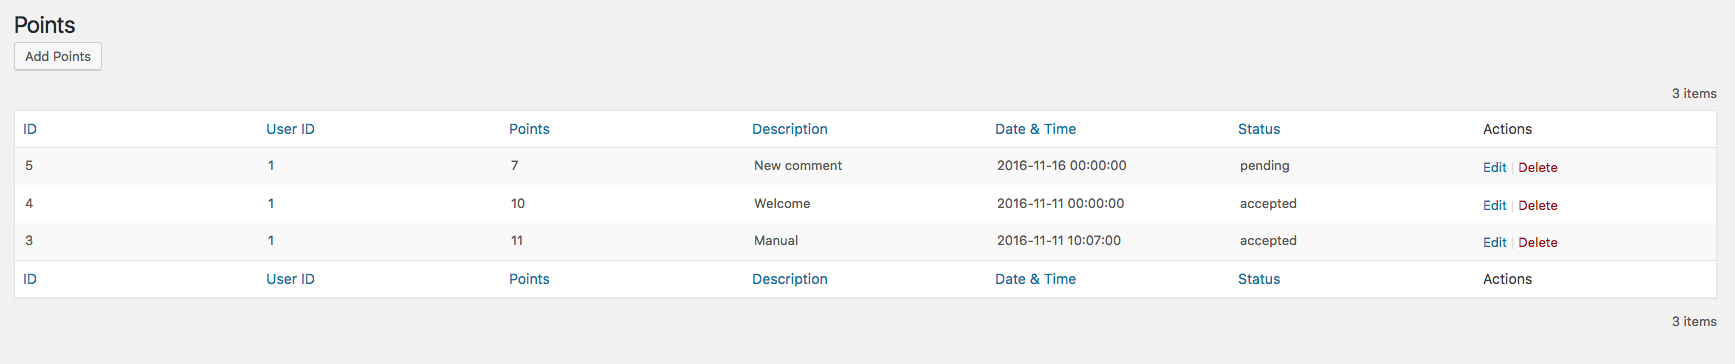 Points
Add Points
3 items
ID User ID Points Description Date & Time Status Actions
5 1 7 New comment 2016-11-16 00:00:00 pending Edit | Delete
4 1 10 Welcome 2016-11-11 00:00:00 accepted Edit | Delete
3 1 11 Manual 2016-11-11 10:07:00 accepted Edit | Delete
ID User ID Points Description Date & Time Status Actions
3 items